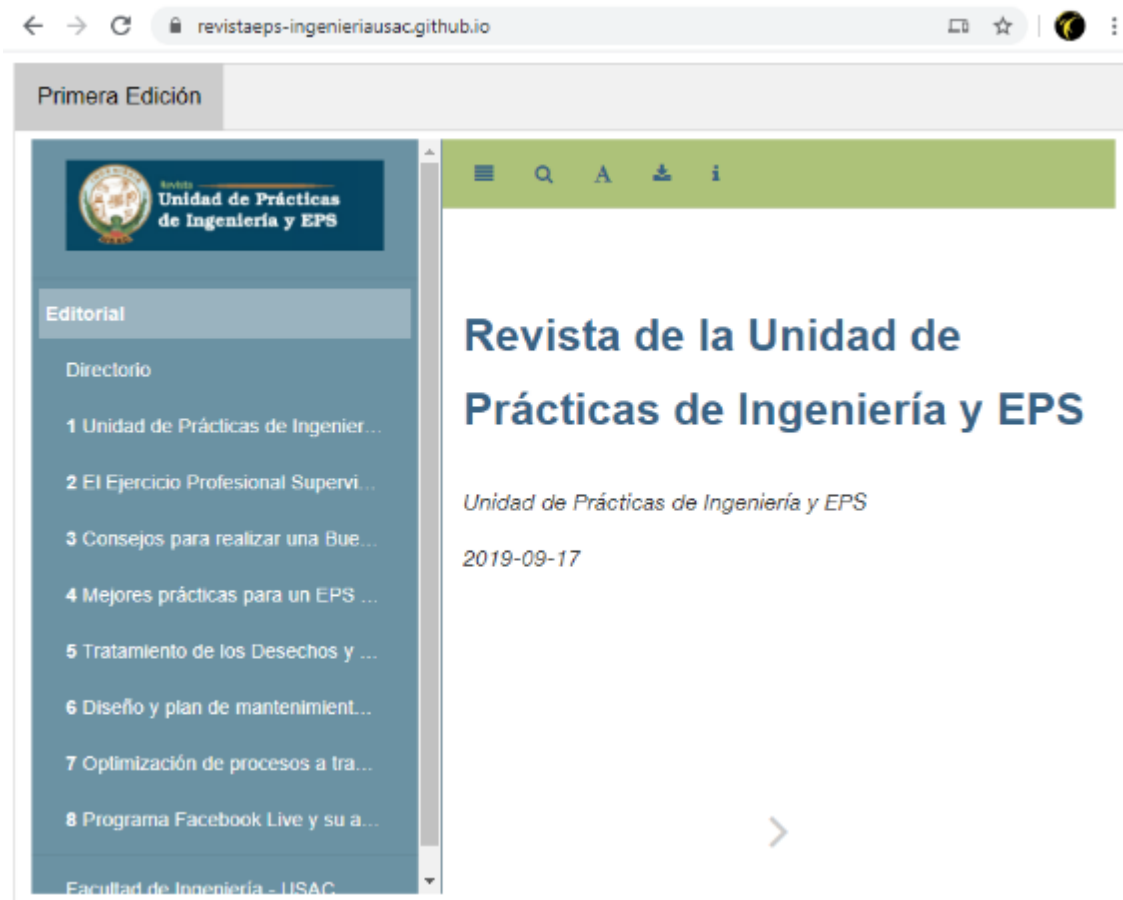 revistaeps-ingenieriausac.github.io
Primera Edición
Revista
Unidad de Prácticas
de Ingeniería y EPS
Editorial
Directorio
1 Unidad de Prácticas de Ingenier...
2 El Ejercicio Profesional Supervi...
3 Consejos para realizar una Bue...
4 Mejores prácticas para un EPS ...
5 Tratamiento de los Desechos y ...
6 Diseño y plan de mantenimient...
7 Optimización de procesos a tra...
8 Programa Facebook Live y su a...
Facultad de Ingeniería - USAC
A
i
Revista de la Unidad de
Prácticas de Ingeniería y EPS
Unidad de Prácticas de Ingeniería y EPS
2019-09-17